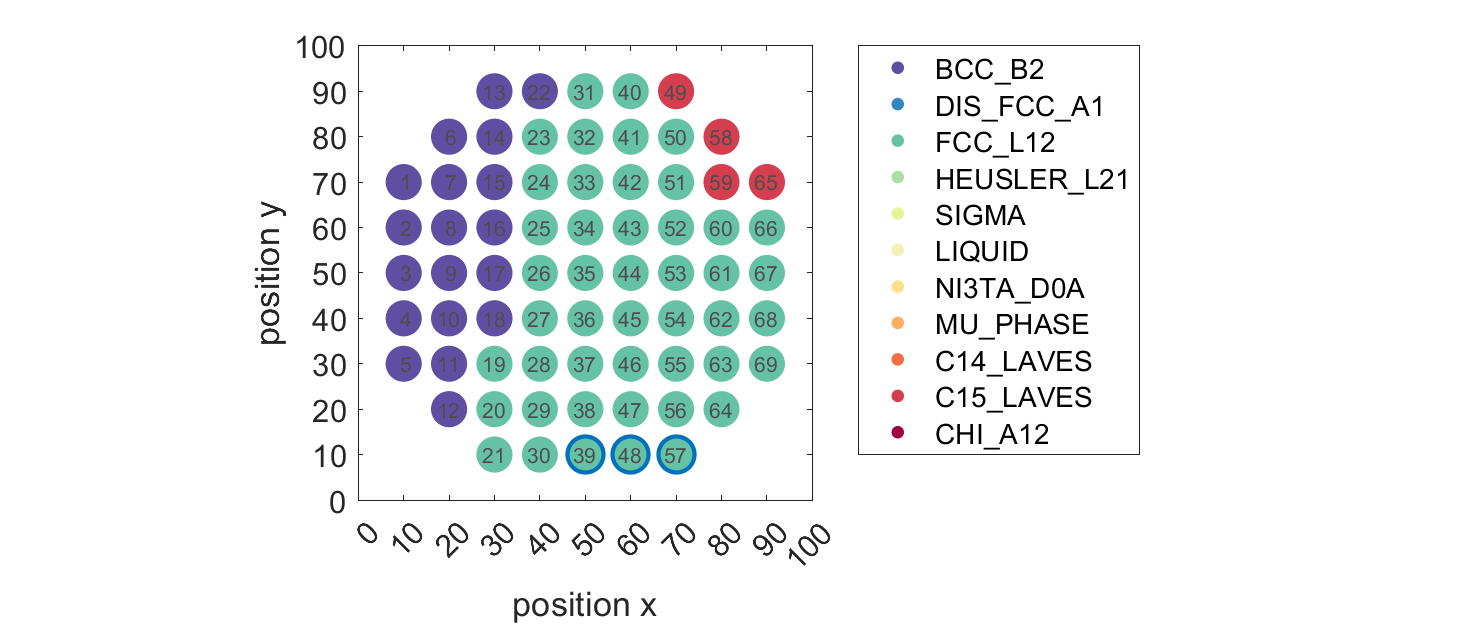 100
90
80
70
60
50
40
30
20
10
0
position y
13 22 31 40 49
6 14 23 32 41 50 58
1 7 15 24 33 42 51 59 65
2 8 16 25 34 43 52 60 66
3 9 17 26 35 44 53 61 67
4 10 18 27 36 45 54 62 68
5 11 19 28 37 46 55 63 69
12 20 29 38 47 56 64
21 30 39 48 57
0 10 20 30 40 50 60 70 80 90 100
position x
BCC_B2
DIS_FCC_A1
FCC_L12
HEUSLER_L21
SIGMA
LIQUID
NI3TA_D0A
MU_PHASE
C14_LAVES
C15_LAVES
CHI_A12